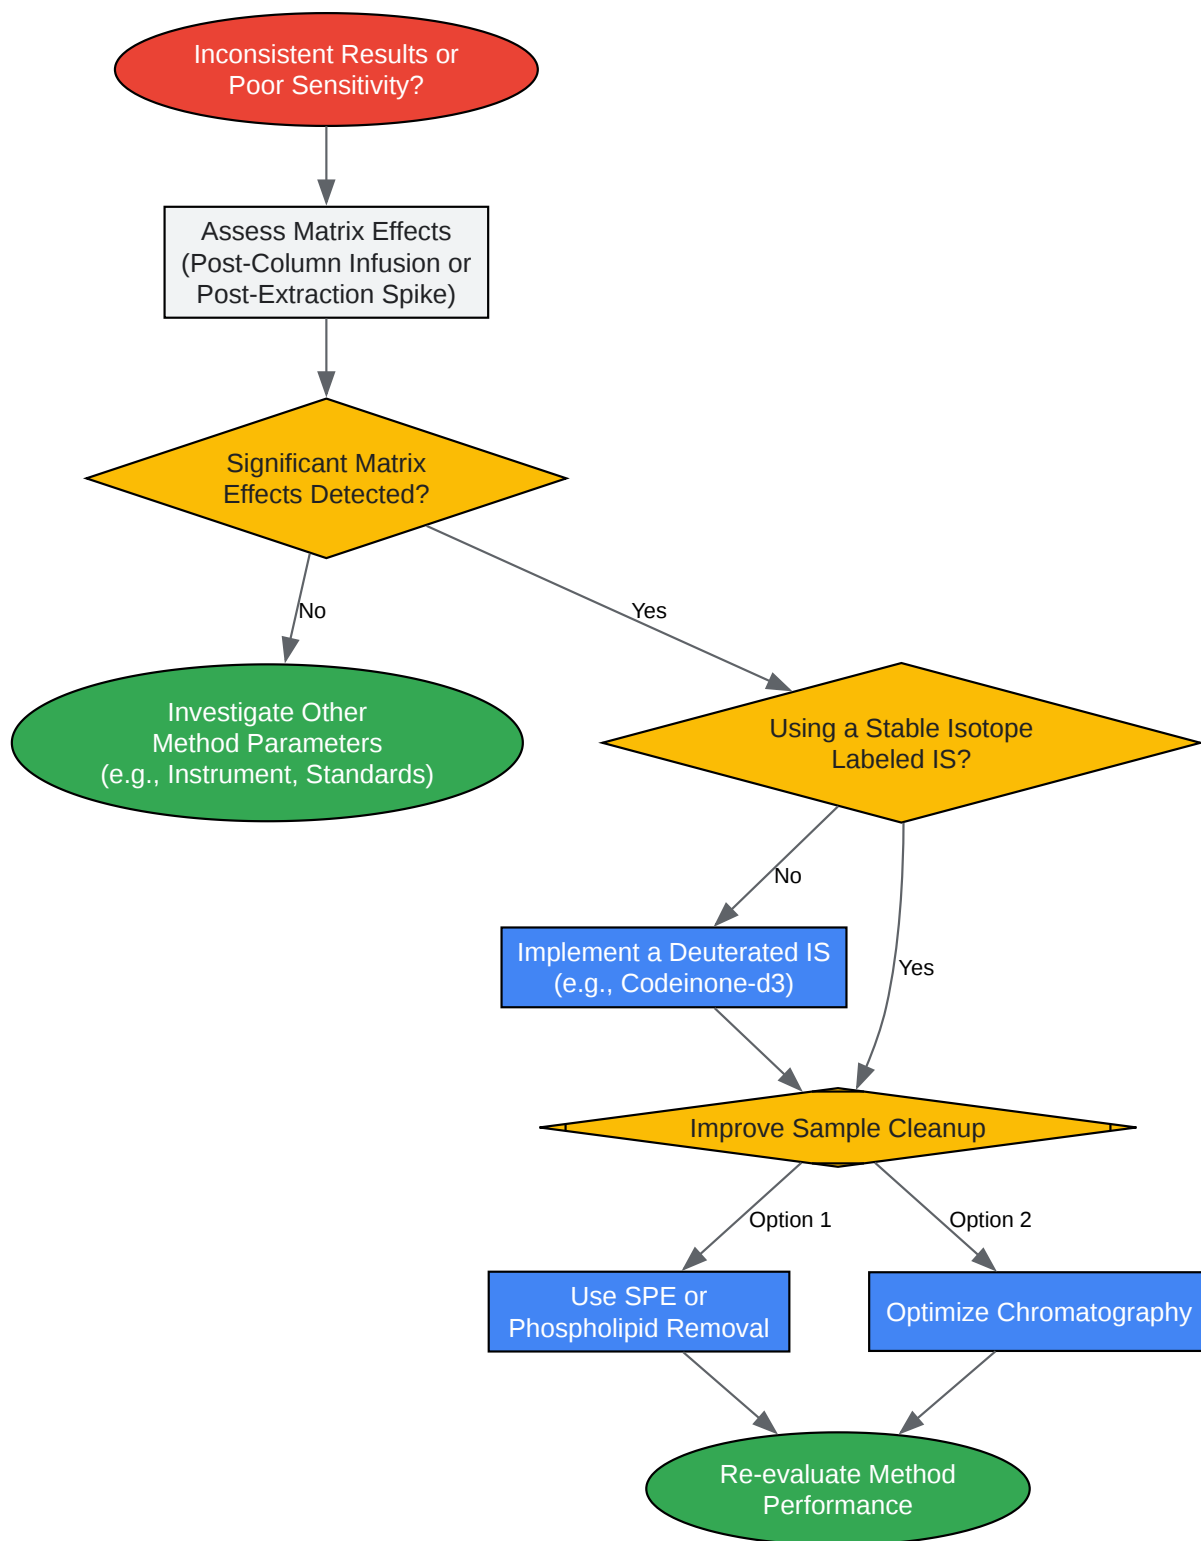 Inconsistent Results or
Poor Sensitivity?
Assess Matrix Effects
(Post-Column Infusion or
Post-Extraction Spike)
Significant Matrix
Effects Detected?
No
Yes
Investigate Other
Method Parameters
(e.g., Instrument, Standards)
Using a Stable Isotope
Labeled IS?
No
Yes
Implement a Deuterated IS
(e.g., Codeinone-d3)
Improve Sample Cleanup
Option 1
Option 2
Use SPE or
Phospholipid Removal
Optimize Chromatography
Re-evaluate Method
Performance